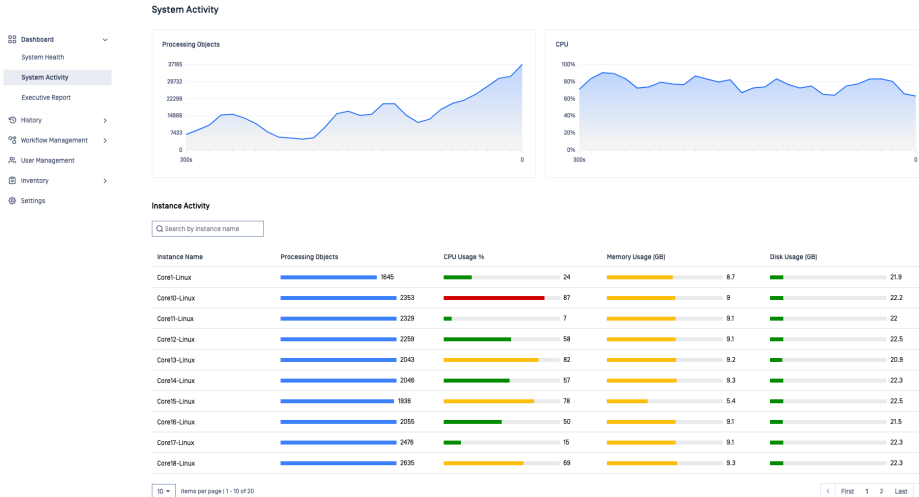 System Activity
Dashboard
System Health
System Activity
Executive Report
History
Workflow Management
User Management
Inventory
Settings
Processing Objects
37165
29732
22299
14866
7433
0
300s
0
CPU
100%
80%
60%
40%
20%
0%
300s
0
Instance Activity
Search by instance name
Instance Name Processing Objects CPU Usage % Memory Usage (GB) Disk Usage (GB)
Core1-Linux 1645 24 8.7 21.9
Core10-Linux 2353 87 9 22.2
Core11-Linux 2329 7 9.1 22
Core12-Linux 2259 58 9.1 22.5
Core13-Linux 2043 82 9.2 20.9
Core14-Linux 2046 57 9.3 22.3
Core15-Linux 1936 78 5.4 22.5
Core16-Linux 2055 50 9.1 21.5
Core17-Linux 2476 15 9.1 22.3
Core18-Linux 2635 69 9.3 22.3
10 Items per page | 1 - 10 of 20 < First 1 2 Last